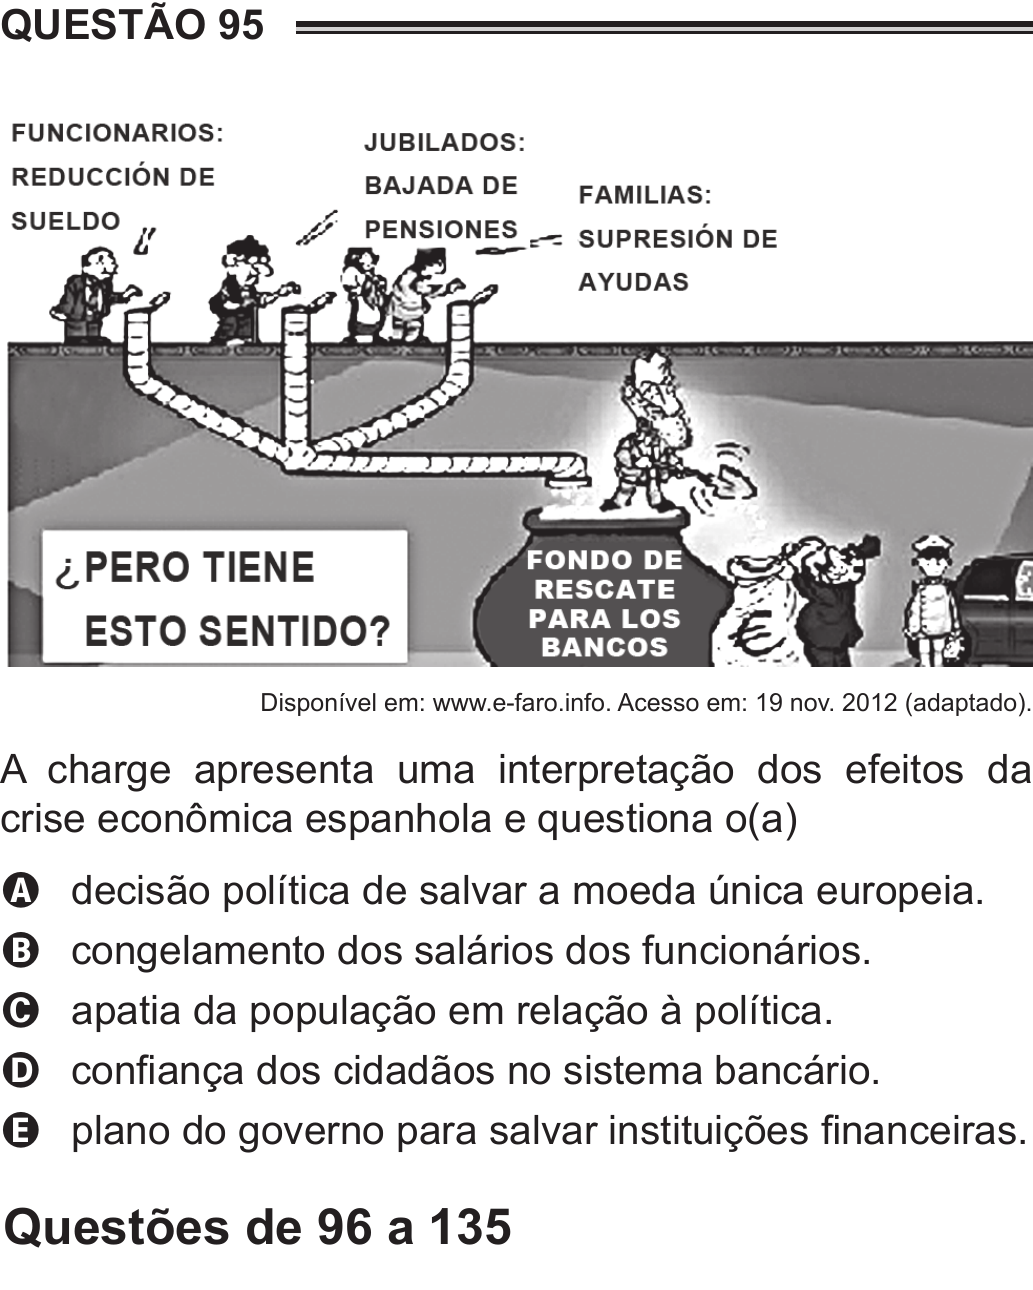 QUESTÃO 95
FUNCIONARIOS:
REDUCCIÓN DE
SUELDO
JUBILADOS:
BAJADA DE
PENSIONES
FAMILIAS:
SUPRESIÓN DE
AYUDAS
¿PERO TIENE
ESTO SENTIDO?
FONDO DE
RESCATE
PARA LOS
BANCOS
€
Disponível em: www.e-faro.info. Acesso em: 19 nov. 2012 (adaptado).
A charge apresenta uma interpretação dos efeitos da
crise econômica espanhola e questiona o(a)
A decisão política de salvar a moeda única europeia.
B congelamento dos salários dos funcionários.
C apatia da população em relação à política.
D confiança dos cidadãos no sistema bancário.
E plano do governo para salvar instituições financeiras.
Questões de 96 a 135